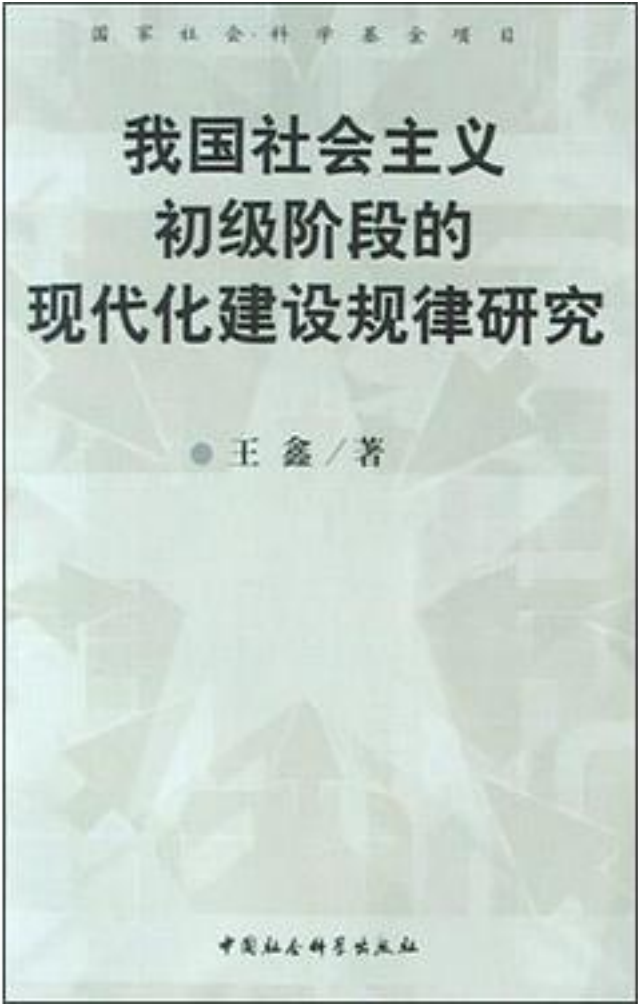 国家社会科学基金项目
我国社会主义
初级阶段的
现代化建设规律研究
王鑫/著
中国社会科学出版社